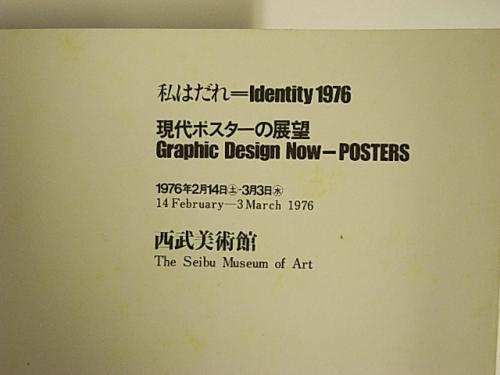 私はだれ＝Identity 1976
現代ポスターの展望
Graphic Design Now－POSTERS
1976年2月14日㊏-3月3日㊌
14 February—3 March 1976
西武美術館
The Seibu Museum of Art